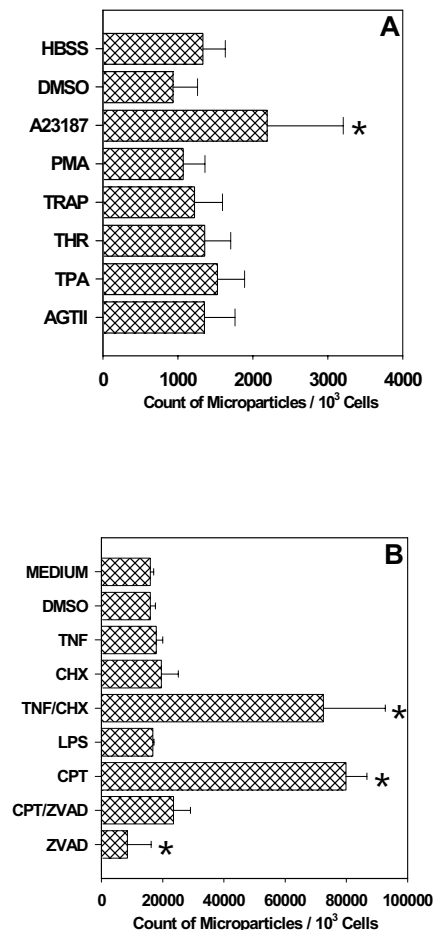 A
HBSS
DMSO
A23187
*
PMA
TRAP
THR
TPA
AGTII
0 1000 2000 3000 4000
Count of Microparticles / 10³ Cells
B
MEDIUM
DMSO
TNF
CHX
TNF/CHX
*
LPS
CPT
*
CPT/ZVAD
ZVAD
*
0 20000 40000 60000 80000 100000
Count of Microparticles / 10³ Cells